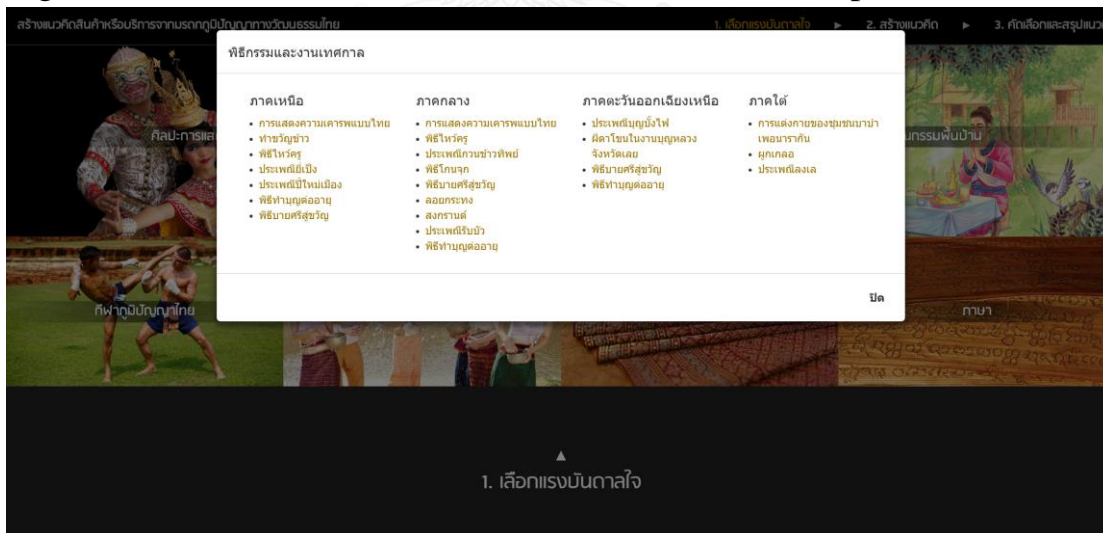 สร้างแนวคิดสินค้าหรือบริการจากมรดกภูมิปัญญาทางวัฒนธรรมไทย
1. เลือกแรงบันดาลใจ ► 2. สร้างแนวคิด ► 3. คัดเลือกและสรุปแนว
พิธีกรรมและงานเทศกาล
ภาคเหนือ
• การแสดงความเคารพแบบไทย
• ทำขวัญข้าว
• พิธีไหว้ครู
• ประเพณียี่เป็ง
• ประเพณีปี๋ใหม่เมือง
• พิธีทำบุญต่ออายุ
• พิธีบายศรีสู่ขวัญ
ภาคกลาง
• การแสดงความเคารพแบบไทย
• พิธีไหว้ครู
• ประเพณีกวนข้าวทิพย์
• พิธีโกนจุก
• พิธีบายศรีสู่ขวัญ
• ลอยกระทง
• สงกรานต์
• ประเพณีรับบัว
• พิธีทำบุญต่ออายุ
ภาคตะวันออกเฉียงเหนือ
• ประเพณีบุญบั้งไฟ
• ผีตาโขนในงานบุญหลวง
จังหวัดเลย
• พิธีบายศรีสู่ขวัญ
• พิธีทำบุญต่ออายุ
ภาคใต้
• การแต่งกายของชุมชนบาบ๋า
เพอนารากัน
• ผูกเกลอ
• ประเพณีลงเล
ปิด
ศิลปะการแส
นกรรมพื้นบ้าน
กีฬาภูมิปัญญาไทย
ภาษา
▲
1. เลือกแรงบันดาลใจ